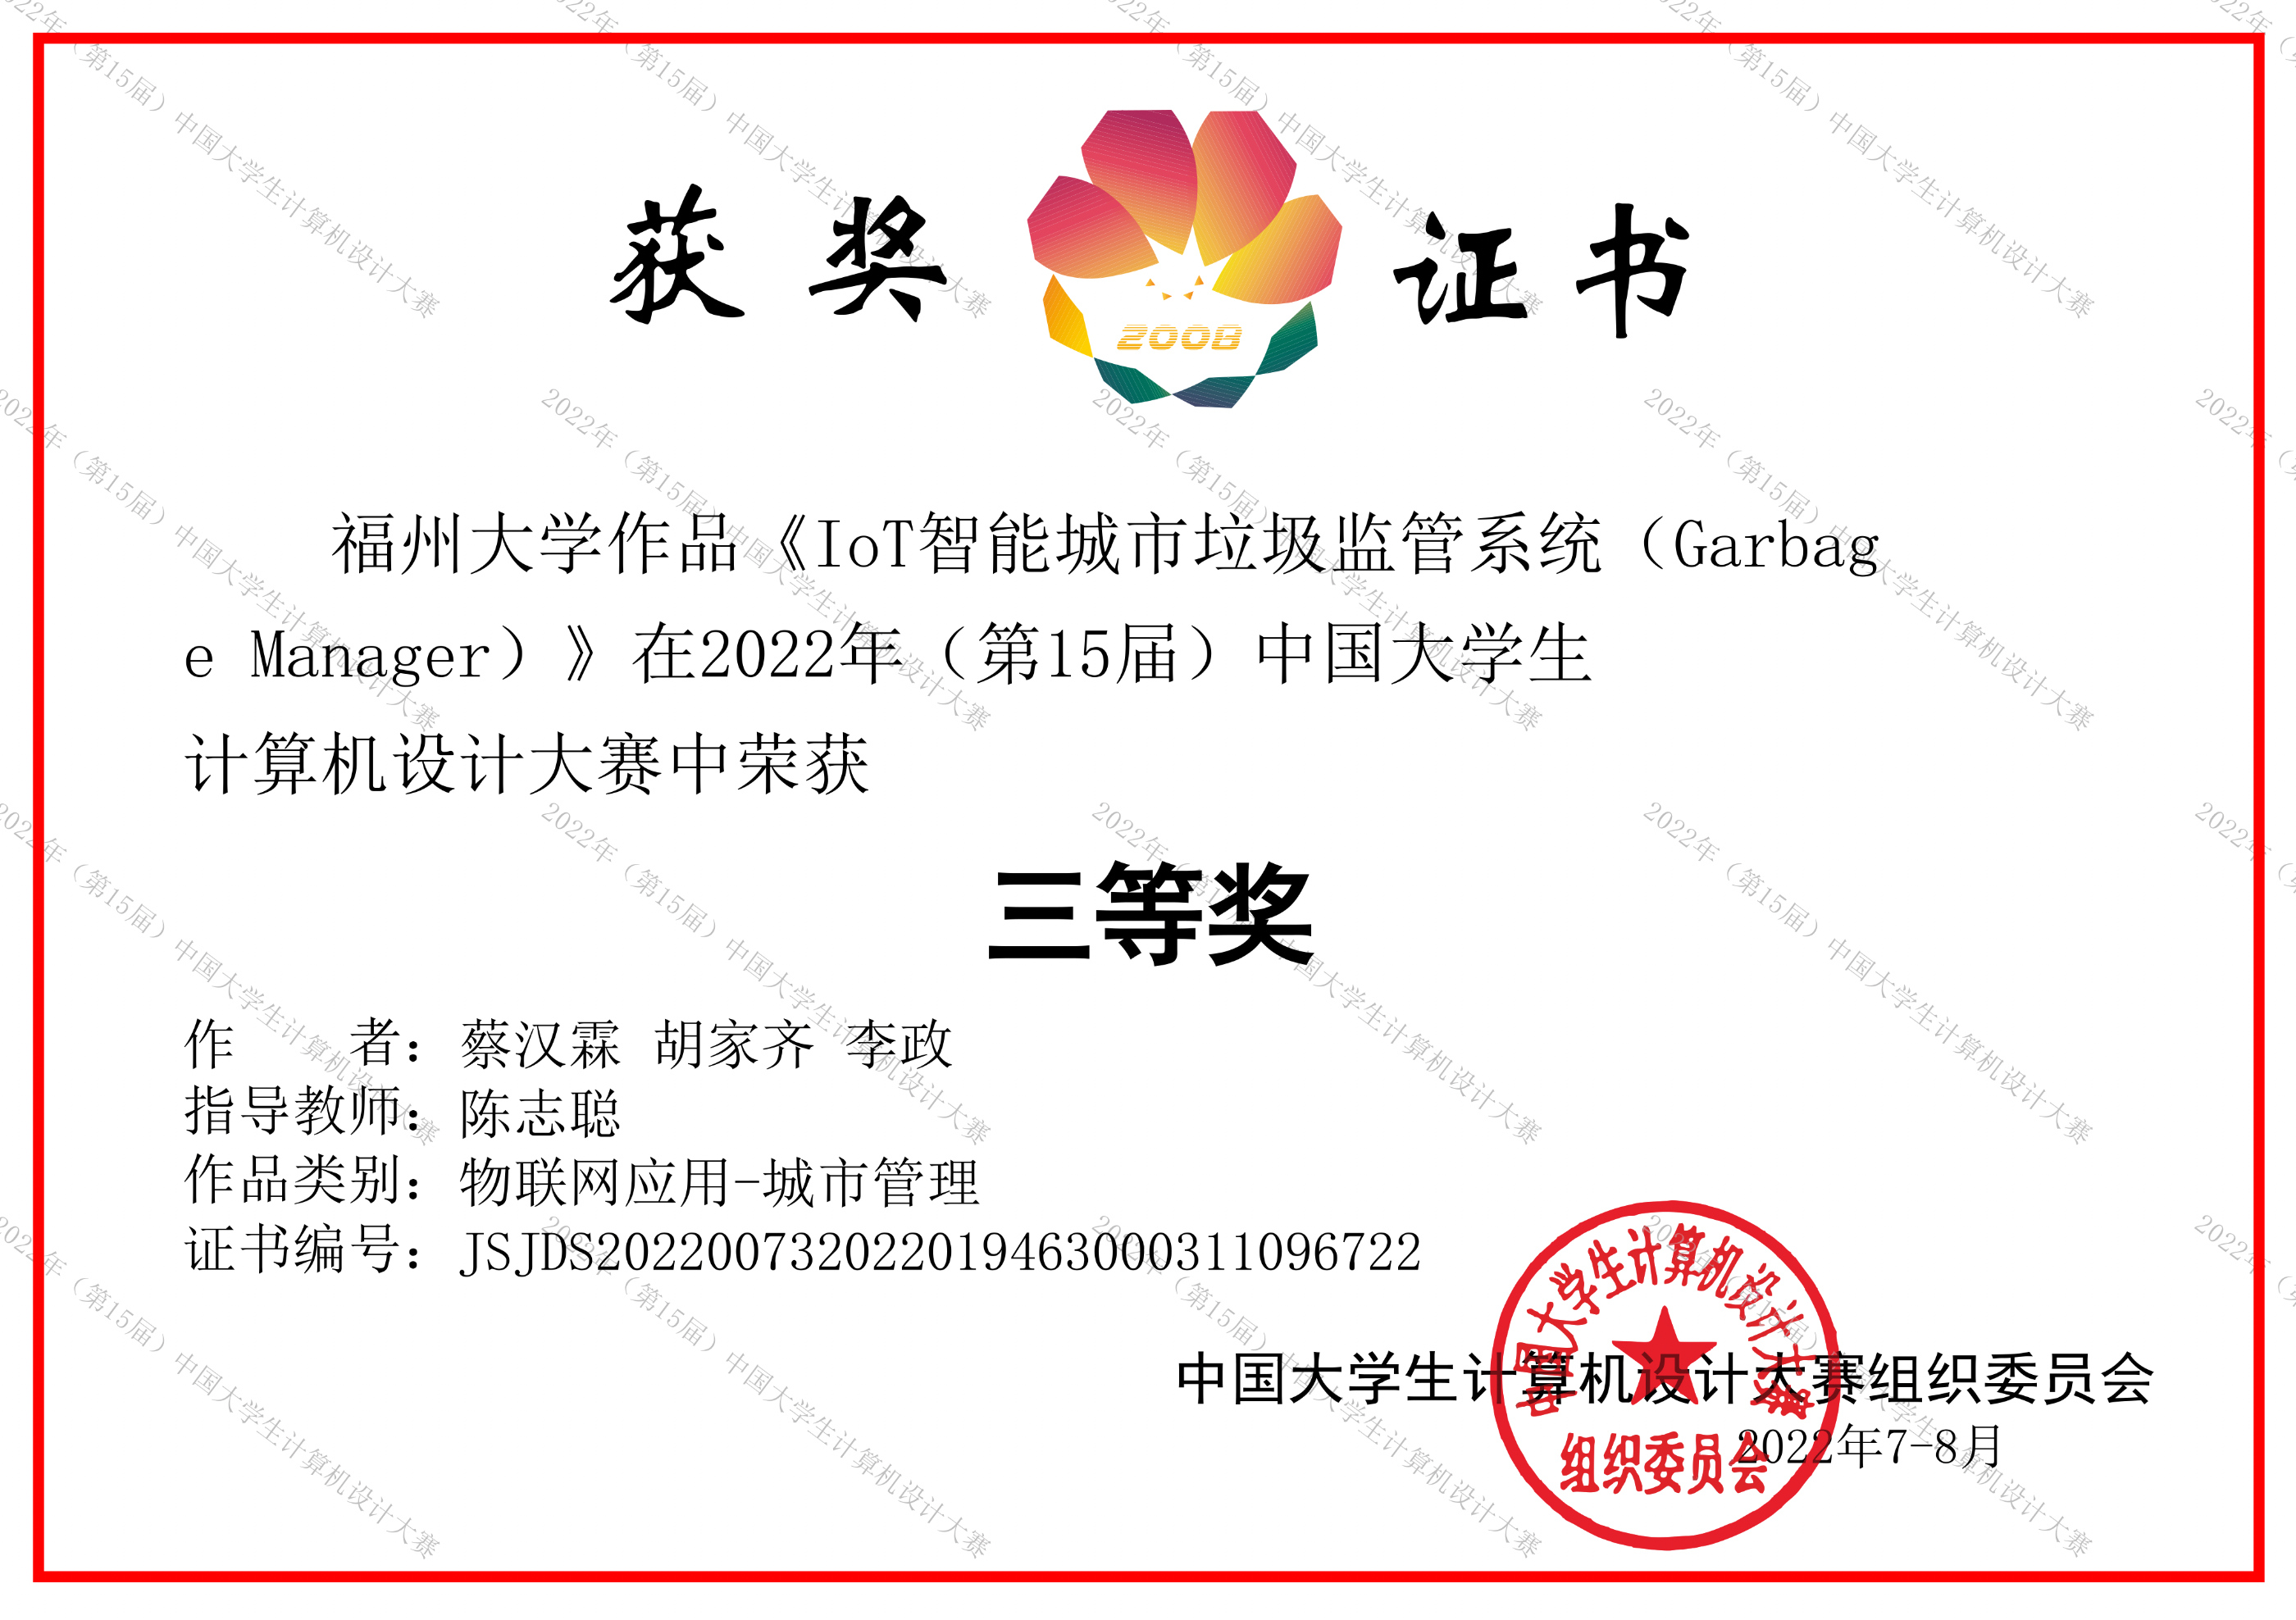 获奖 证书
2008
福州大学作品《IoT智能城市垃圾监管系统（Garbag
e Manager）》在2022年（第15届）中国大学生
计算机设计大赛中荣获
三等奖
作　　者：蔡汉霖 胡家齐 李政
指导教师：陈志聪
作品类别：物联网应用-城市管理
证书编号：JSJDS20220073202201946300031109​6722
中国大学生计算机设计大赛组织委员会
2022年7-8月
中国大学生计算机设计大赛
组织委员会
2022年（第15届）中国大学生计算机设计大赛